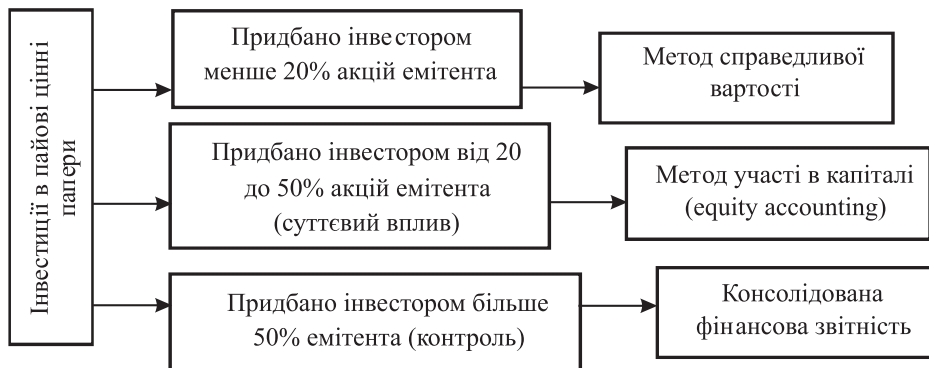 Інвестиції в пайові цінні
папери
Придбано інвестором
менше 20% акцій емітента
Метод справедливої
вартості
Придбано інвестором від 20
до 50% акцій емітента
(суттєвий вплив)
Метод участі в капіталі
(equity accounting)
Придбано інвестором більше
50% емітента (контроль)
Консолідована
фінансова звітність